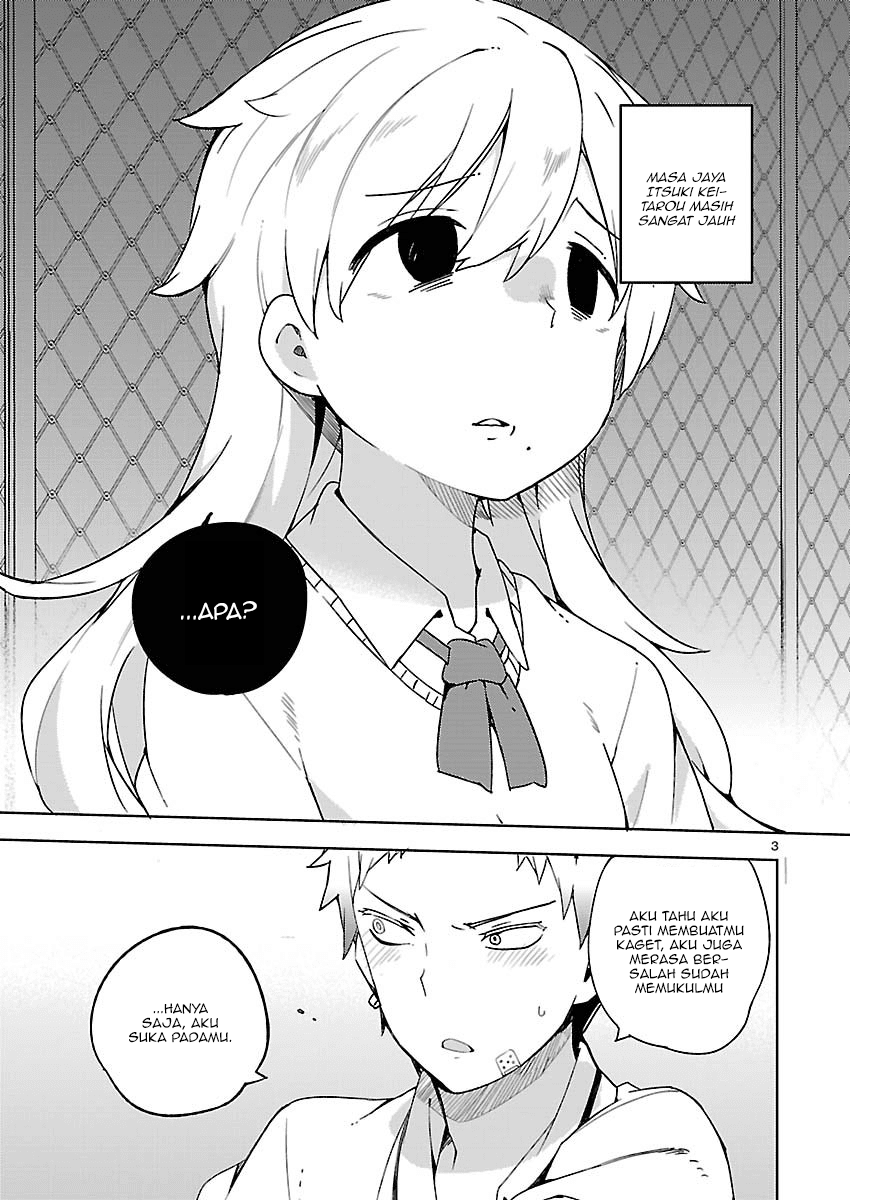 MASA JAYA
ITSUKI KEI-
TAROU MASIH
SANGAT JAUH
...APA?
3
AKU TAHU AKU
PASTI MEMBUATMU
KAGET, AKU JUGA
MERASA BER-
SALAH SUDAH
MEMUKULMU
...HANYA
SAJA, AKU
SUKA PADAMU.